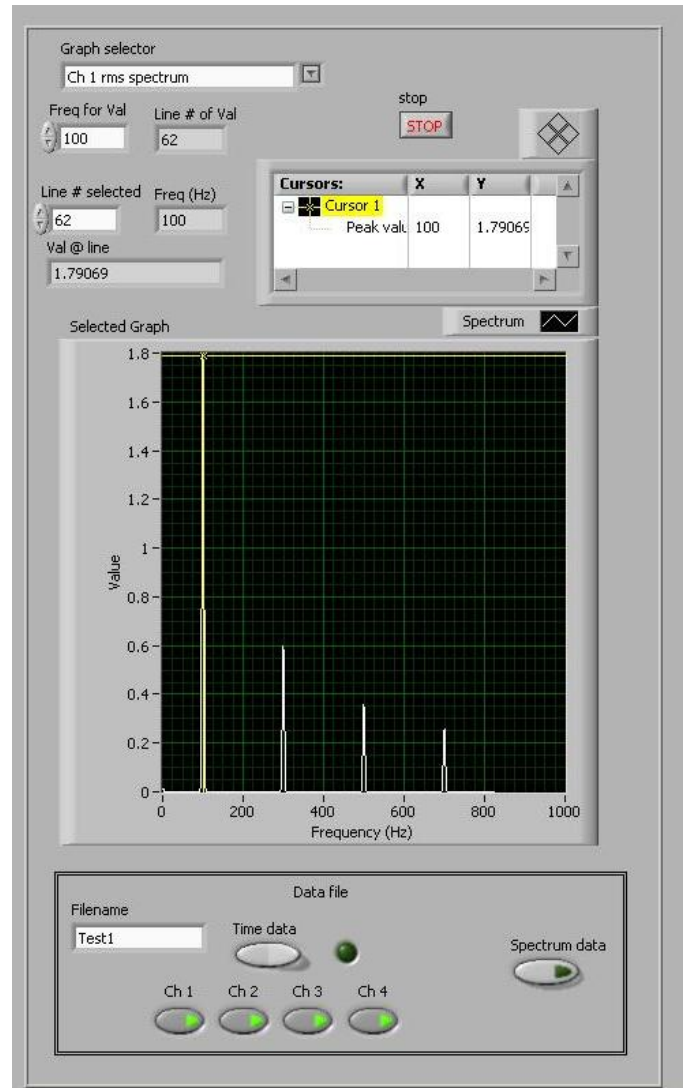 Graph selector
Ch 1 rms spectrum
Freq for Val
Line # of Val
stop
100
62
STOP
Line # selected
Freq (Hz)
62
100
Val @ line
1.79069
Cursors: X Y
Cursor 1
Peak valu 100 1.79069
Selected Graph
Spectrum
1.8
1.6
1.4
1.2
1
0.8
0.6
0.4
0.2
0
Value
0 200 400 600 800 1000
Frequency (Hz)
Data file
Filename
Test1
Time data
Spectrum data
Ch 1 Ch 2 Ch 3 Ch 4